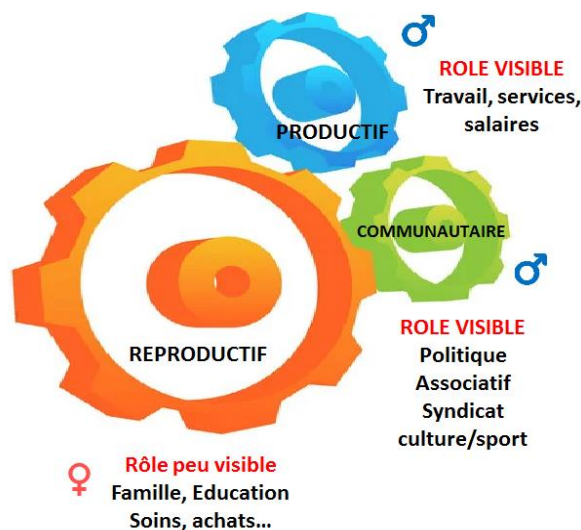 ROLE VISIBLE
Travail, services,
salaires
PRODUCTIF
COMMUNAUTAIRE
ROLE VISIBLE
Politique
Associatif
Syndicat
culture/sport
REPRODUCTIF
Rôle peu visible
Famille, Education
Soins, achats...